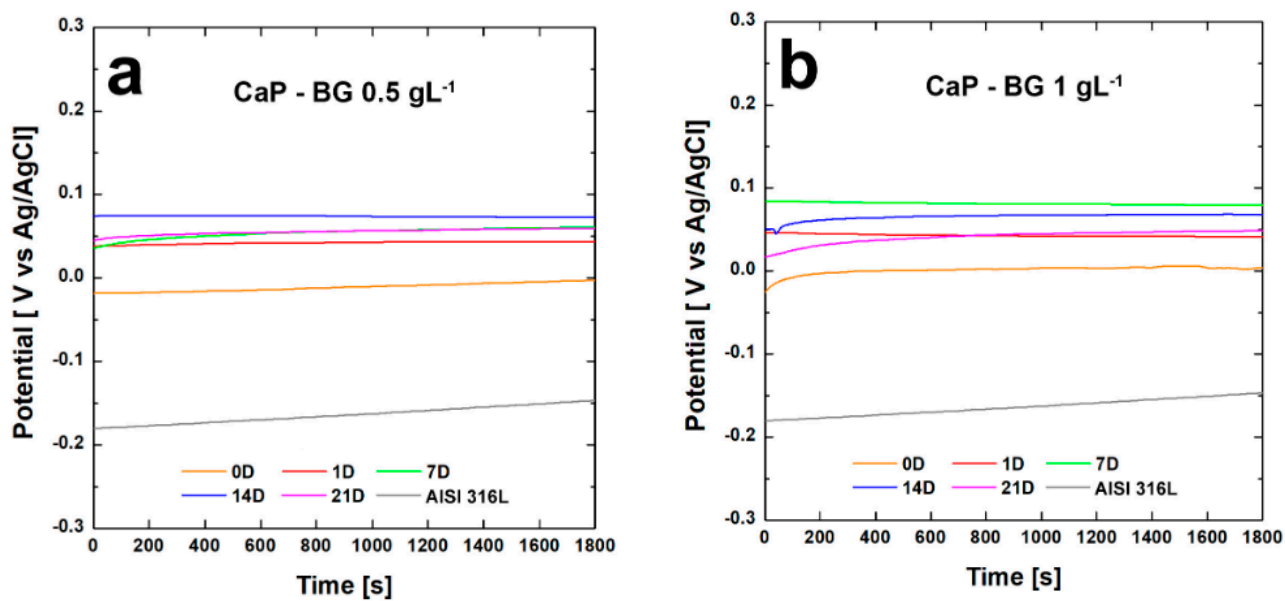 a
CaP - BG 0.5 gL⁻¹
Potential [ V vs Ag/AgCl]
0.3
0.2
0.1
0.0
-0.1
-0.2
-0.3
0D 1D 7D
14D 21D AISI 316L
0 200 400 600 800 1000 1200 1400 1600 1800
Time [s]
b
CaP - BG 1 gL⁻¹
Potential [ V vs Ag/AgCl]
0.3
0.2
0.1
0.0
-0.1
-0.2
-0.3
0D 1D 7D
14D 21D AISI 316L
0 200 400 600 800 1000 1200 1400 1600 1800
Time [s]